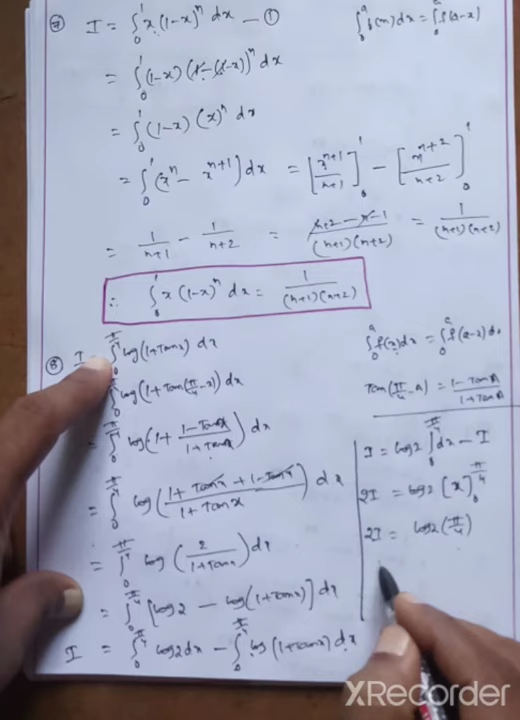 ⑦ I = ∫₀¹ x(1-x)ⁿ dx — ①
∫₀ᵃ f(x)dx = ∫₀ᵃ f(a-x)
= ∫₀¹ (1-x)(1-(1-x))ⁿ dx
= ∫₀¹ (1-x)(x)ⁿ dx
= ∫₀¹ (xⁿ - xⁿ⁺¹)dx = [xⁿ⁺¹/n+1]₀¹ - [xⁿ⁺²/n+2]₀¹
= 1/n+1 - 1/n+2 = n+2-n-1/(n+1)(n+2) = 1/(n+1)(n+2)
∴ ∫₀¹ x(1-x)ⁿ dx = 1/(n+1)(n+2)
⑧ I = ∫₀^π/4 log(1+Tanx) dx
∫₀^π/4 log(1+Tan(π/4-x))dx
= ∫₀^π/4 log(1+ 1-Tanx/1+Tanx)dx
= ∫₀^π/4 log(1+Tanx+1-Tanx/1+Tanx) dx
= ∫₀^π/4 log(2/1+Tanx)dx
= ∫₀^π/4 [log2 - log(1+Tanx)]dx
I = ∫₀^π/4 log2dx - ∫₀^π/4 log(1+Tanx)dx
∫₀ᵃ f(x)dx = ∫₀ᵃ f(a-x)dx
Tan(π/4-A) = 1-TanA/1+TanA
I = log2 ∫₀^π/4 dx - I
2I = log2 [x]₀^π/4
2I = log2(π/4)
XRecorder